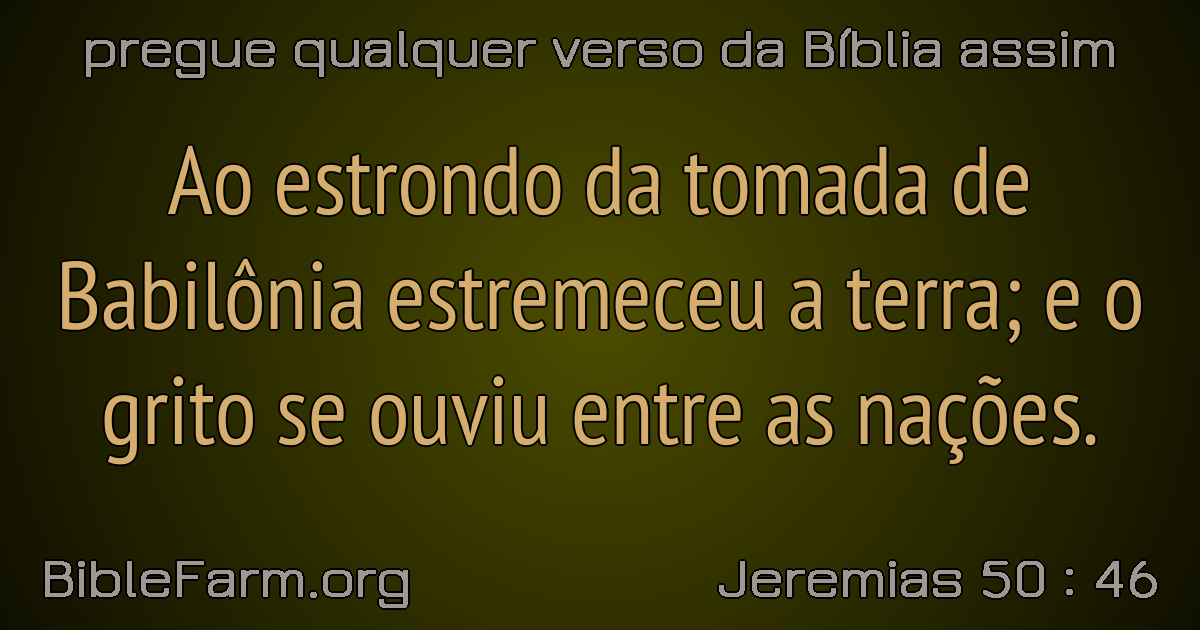 pregue qualquer verso da Bíblia assim
Ao estrondo da tomada de
Babilônia estremeceu a terra; e o
grito se ouviu entre as nações.
BibleFarm.org
Jeremias 50 : 46